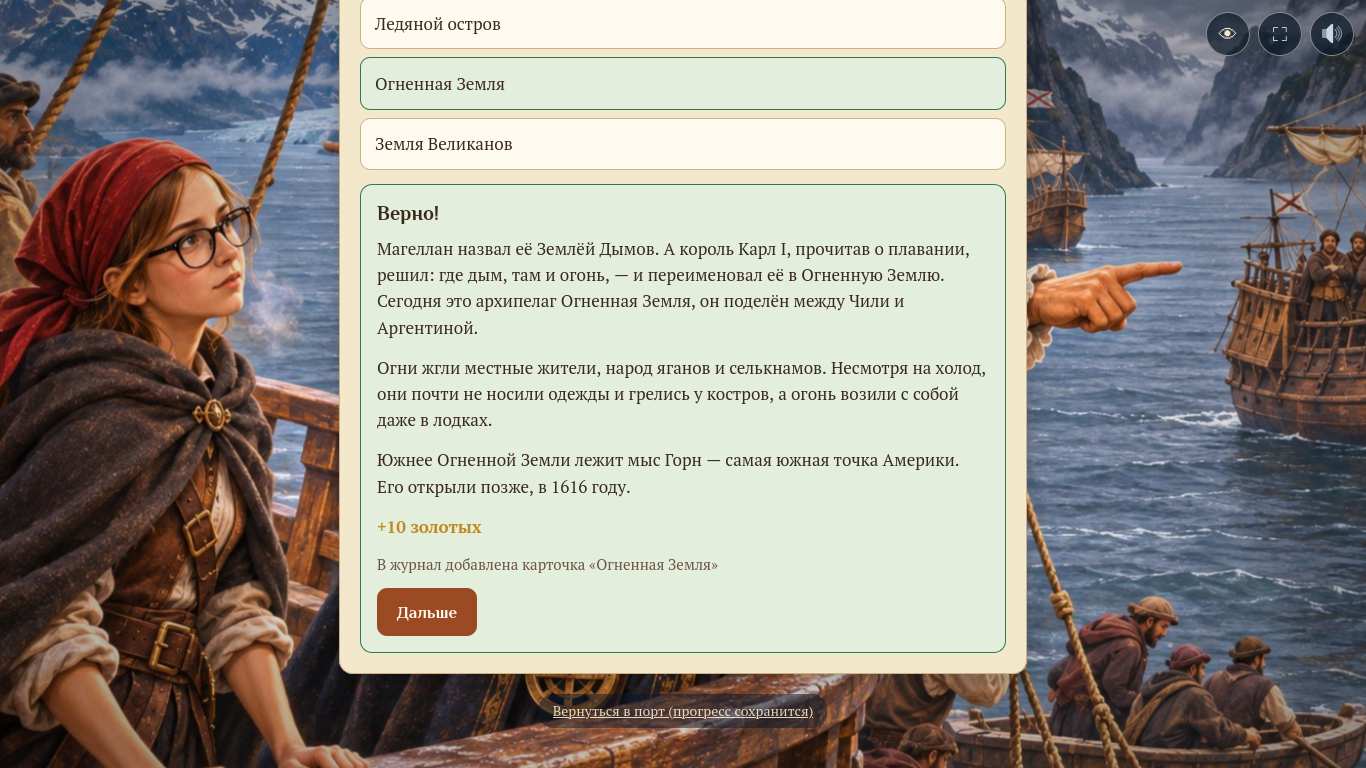 Ледяной остров
Огненная Земля
Земля Великанов
Верно!
Магеллан назвал её Землёй Дымов. А король Карл I, прочитав о плавании,
решил: где дым, там и огонь, — и переименовал её в Огненную Землю.
Сегодня это архипелаг Огненная Земля, он поделён между Чили и
Аргентиной.
Огни жгли местные жители, народ яганов и селькнамов. Несмотря на холод,
они почти не носили одежды и грелись у костров, а огонь возили с собой
даже в лодках.
Южнее Огненной Земли лежит мыс Горн — самая южная точка Америки.
Его открыли позже, в 1616 году.
+10 золотых
В журнал добавлена карточка «Огненная Земля»
Дальше
Вернуться в порт (прогресс сохранится)